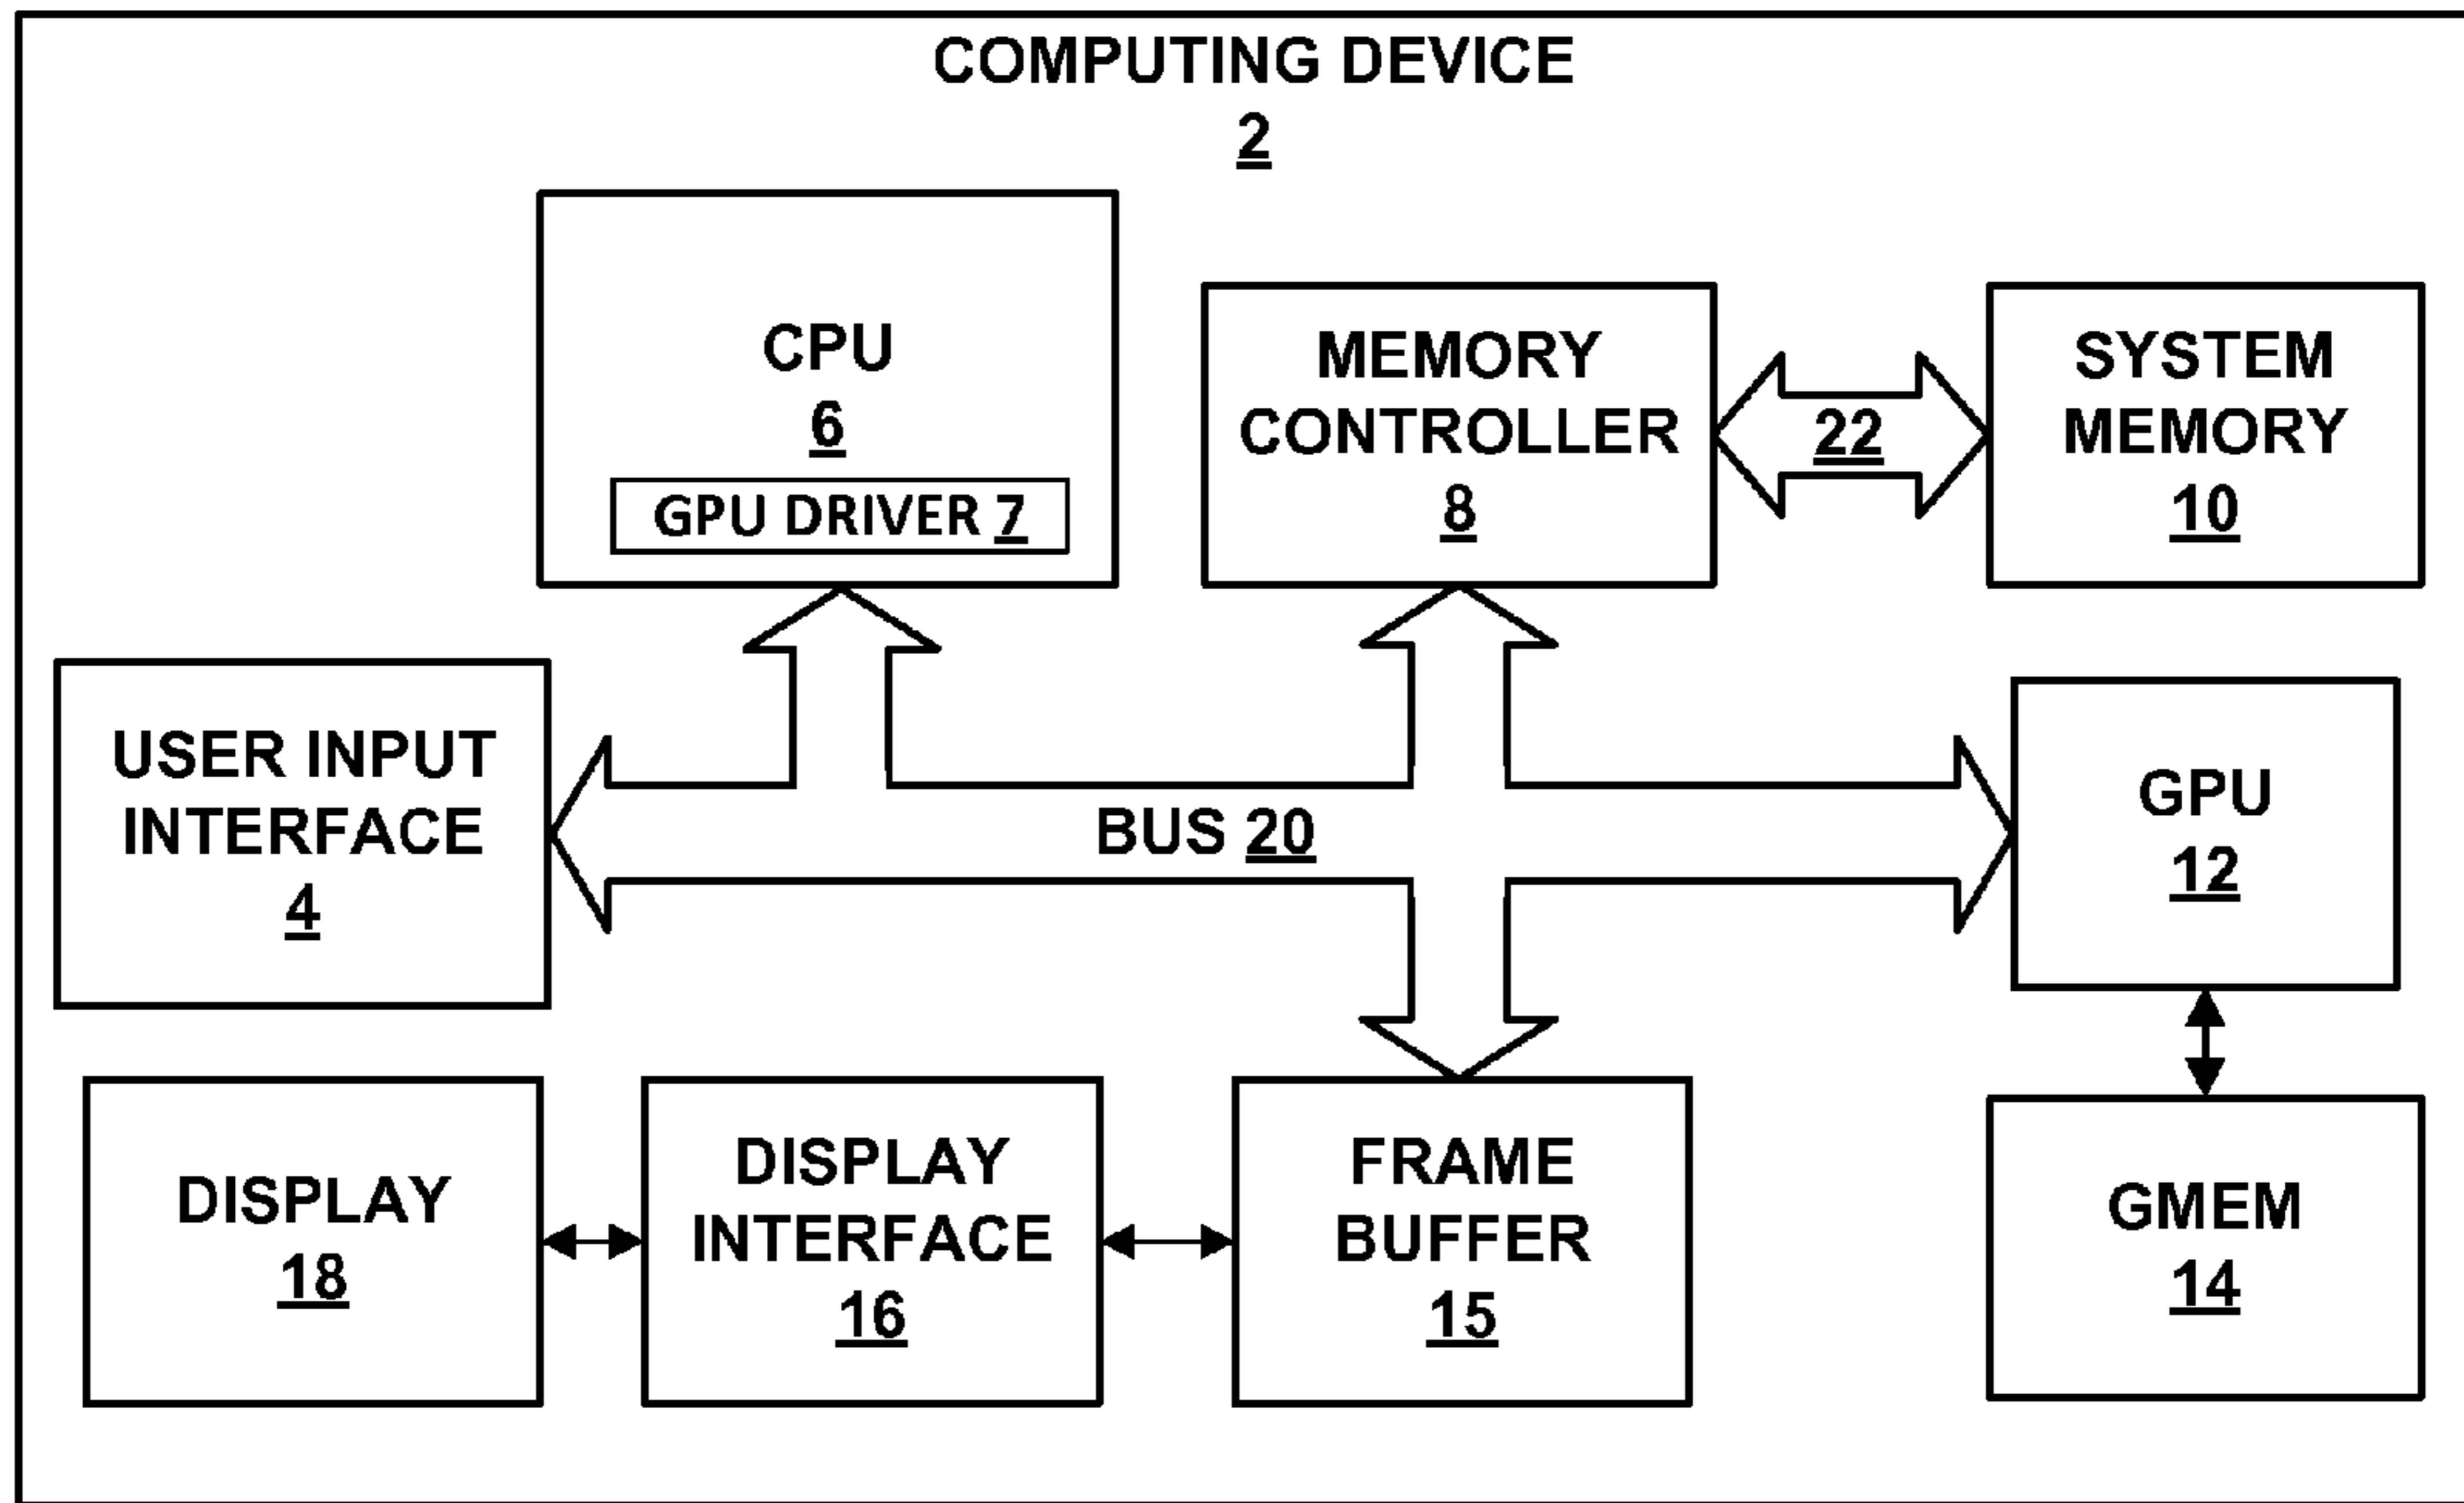 COMPUTING DEVICE
2
CPU
6
GPU DRIVER 7
MEMORY
CONTROLLER
8
22
SYSTEM
MEMORY
10
USER INPUT
INTERFACE
4
BUS 20
GPU
12
DISPLAY
18
DISPLAY
INTERFACE
16
FRAME
BUFFER
15
GMEM
14